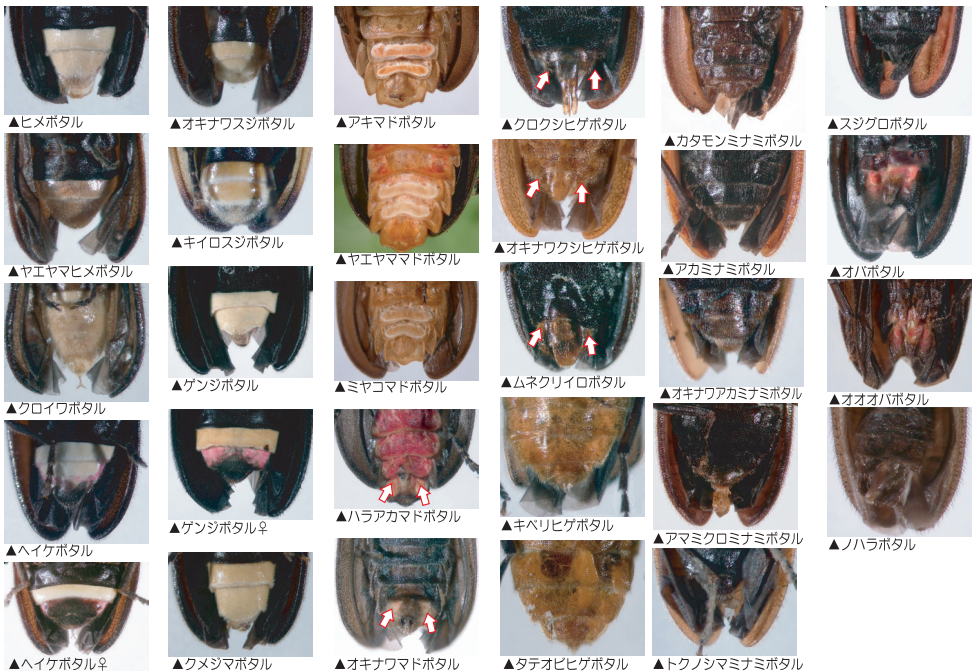 ▲ヒメボタル
▲オキナワスジボタル
▲アキマドボタル
▲クロクシヒゲボタル
▲カタモンミナミボタル
▲スジグロボタル
▲ヤエヤマヒメボタル
▲キイロスジボタル
▲ヤエヤママドボタル
▲オキナワクシヒゲボタル
▲アカミナミボタル
▲オバボタル
▲クロイワボタル
▲ゲンジボタル
▲ミヤコマドボタル
▲ムネクリイロボタル
▲オキナワアカミナミボタル
▲オオオバボタル
▲ヘイケボタル
▲ゲンジボタル♀
▲ハラアカマドボタル
▲キベリヒゲボタル
▲アマミクロミナミボタル
▲ノハラボタル
▲ヘイケボタル♀
▲クメジマボタル
▲オキナワマドボタル
▲タテオビヒゲボタル
▲トクノシマミナミボタル